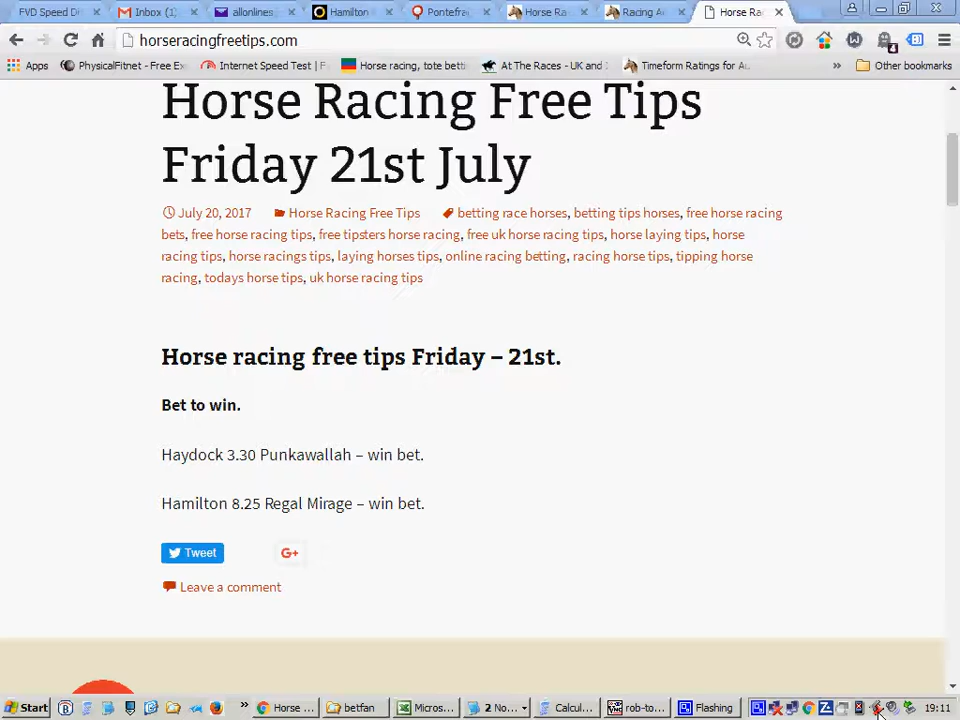 FVD Speed D
Inbox (1)
allonlines
Hamilton
Pontefra
Horse Ra
Racing A
Horse Ra
horseracingfreetips.com
4
Apps
PhysicalFitnet - Free Ex
Internet Speed Test | F
Horse racing, tote betti
At The Races - UK and
Timeform Ratings for A
»
Other bookmarks
Horse Racing Free Tips
Friday 21st July
July 20, 2017 Horse Racing Free Tips betting race horses, betting tips horses, free horse racing
bets, free horse racing tips, free tipsters horse racing, free uk horse racing tips, horse laying tips, horse
racing tips, horse racings tips, laying horses tips, online racing betting, racing horse tips, tipping horse
racing, todays horse tips, uk horse racing tips
Horse racing free tips Friday – 21st.
Bet to win.
Haydock 3.30 Punkawallah – win bet.
Hamilton 8.25 Regal Mirage – win bet.
Tweet G+
Leave a comment
Start » Horse ... betfan Micros... 2 No... Calcul... rob-to... Flashing 19:11